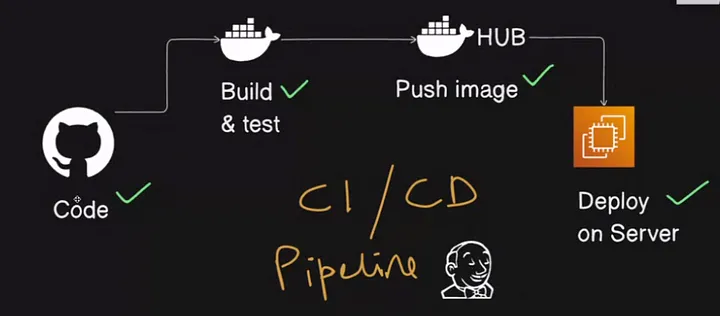 HUB
Build
& test
Push image
Code
Deploy
on Server
CI/CD
Pipeline